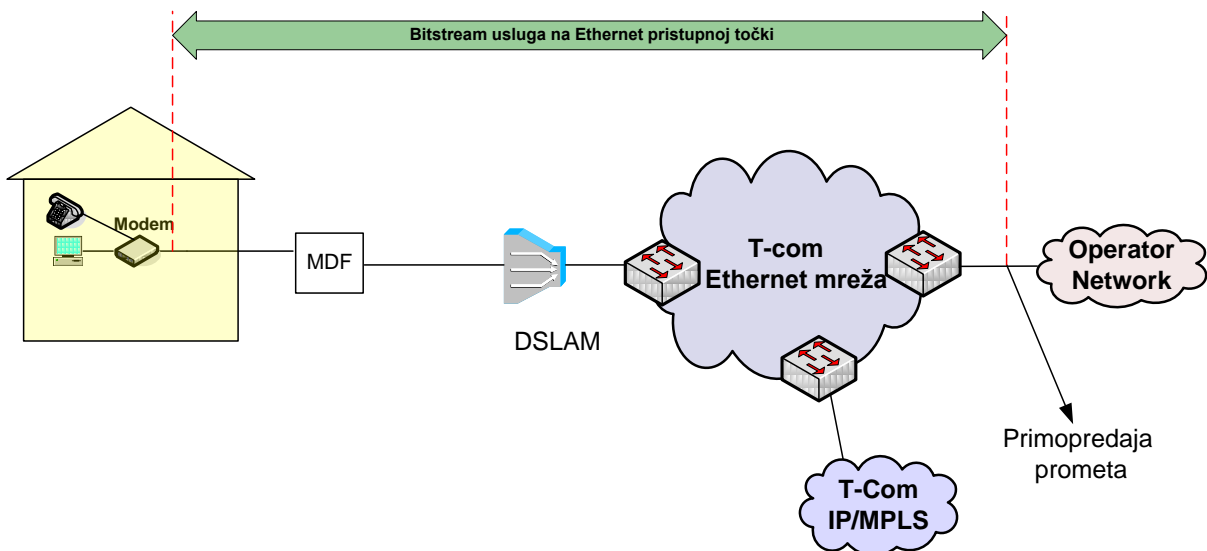 Bitstream usluga na Ethernet pristupnoj točki
Modem
MDF
DSLAM
T-com
Ethernet mreža
Operator
Network
Primopredaja
prometa
T-Com
IP/MPLS